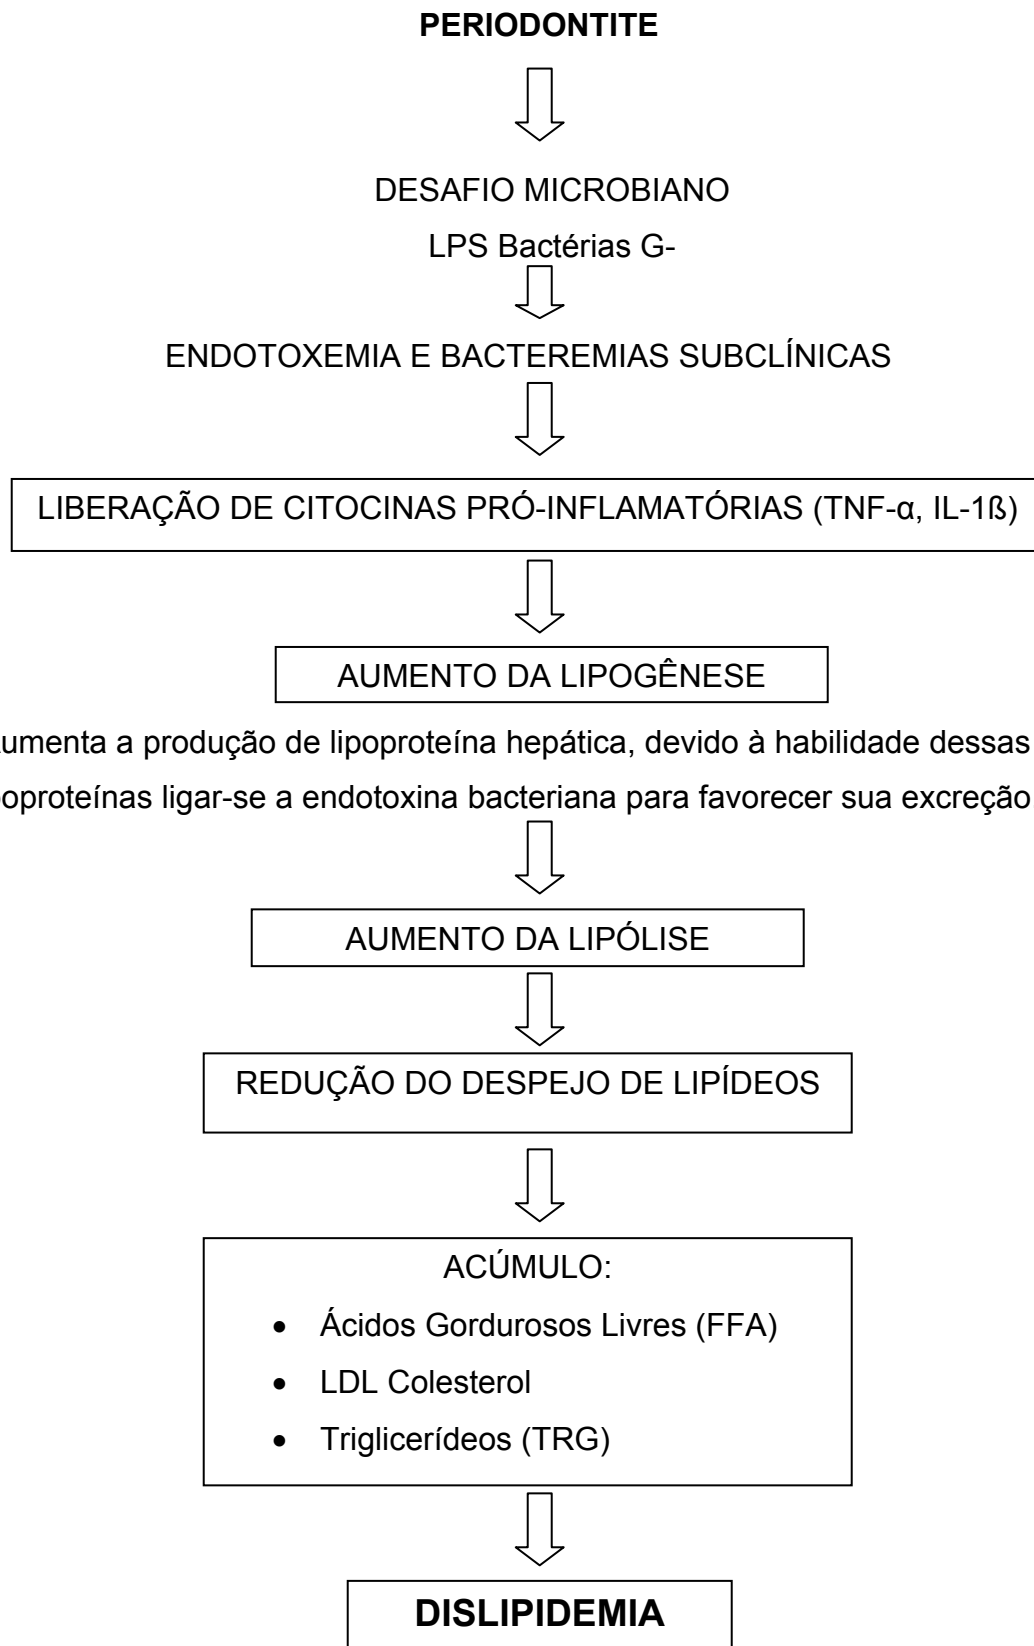 PERIODONTITE
DESAFIO MICROBIANO
LPS Bactérias G-
ENDOTOXEMIA E BACTEREMIAS SUBCLÍNICAS
LIBERAÇÃO DE CITOCINAS PRÓ-INFLAMATÓRIAS (TNF-α, IL-1ß)
AUMENTO DA LIPOGÊNESE
umenta a produção de lipoproteína hepática, devido à habilidade dessas
poproteínas ligar-se a endotoxina bacteriana para favorecer sua excreção
AUMENTO DA LIPÓLISE
REDUÇÃO DO DESPEJO DE LIPÍDEOS
ACÚMULO:
• Ácidos Gordurosos Livres (FFA)
• LDL Colesterol
• Triglicerídeos (TRG)
DISLIPIDEMIA